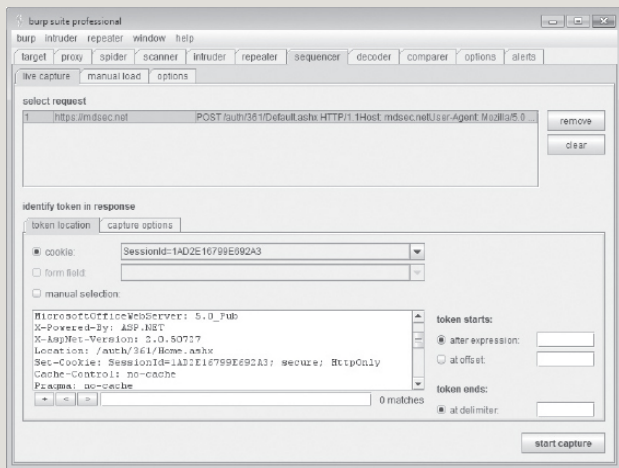 burp suite professional
burp intruder repeater window help
target proxy spider scanner intruder repeater sequencer decoder comparer options alerts
live capture manual load options
select request
1 https://mdsec.net POST /auth/361/Default.ashx HTTP/1.1Host: mdsec.netUser-Agent: Mozilla/5.0 ...
remove
clear
identify token in response
token location capture options
cookie: SessionId=1AD2E16799E692A3
form field:
manual selection:
MicrosoftOfficeWebServer: 5.0_Pub
X-Powered-By: ASP.NET
X-AspNet-Version: 2.0.50727
Location: /auth/361/Home.ashx
Set-Cookie: SessionId=1AD2E16799E692A3; secure; HttpOnly
Cache-Control: no-cache
Pragma: no-cache
+ < > 0 matches
token starts:
after expression:
at offset:
token ends:
at delimiter:
start capture